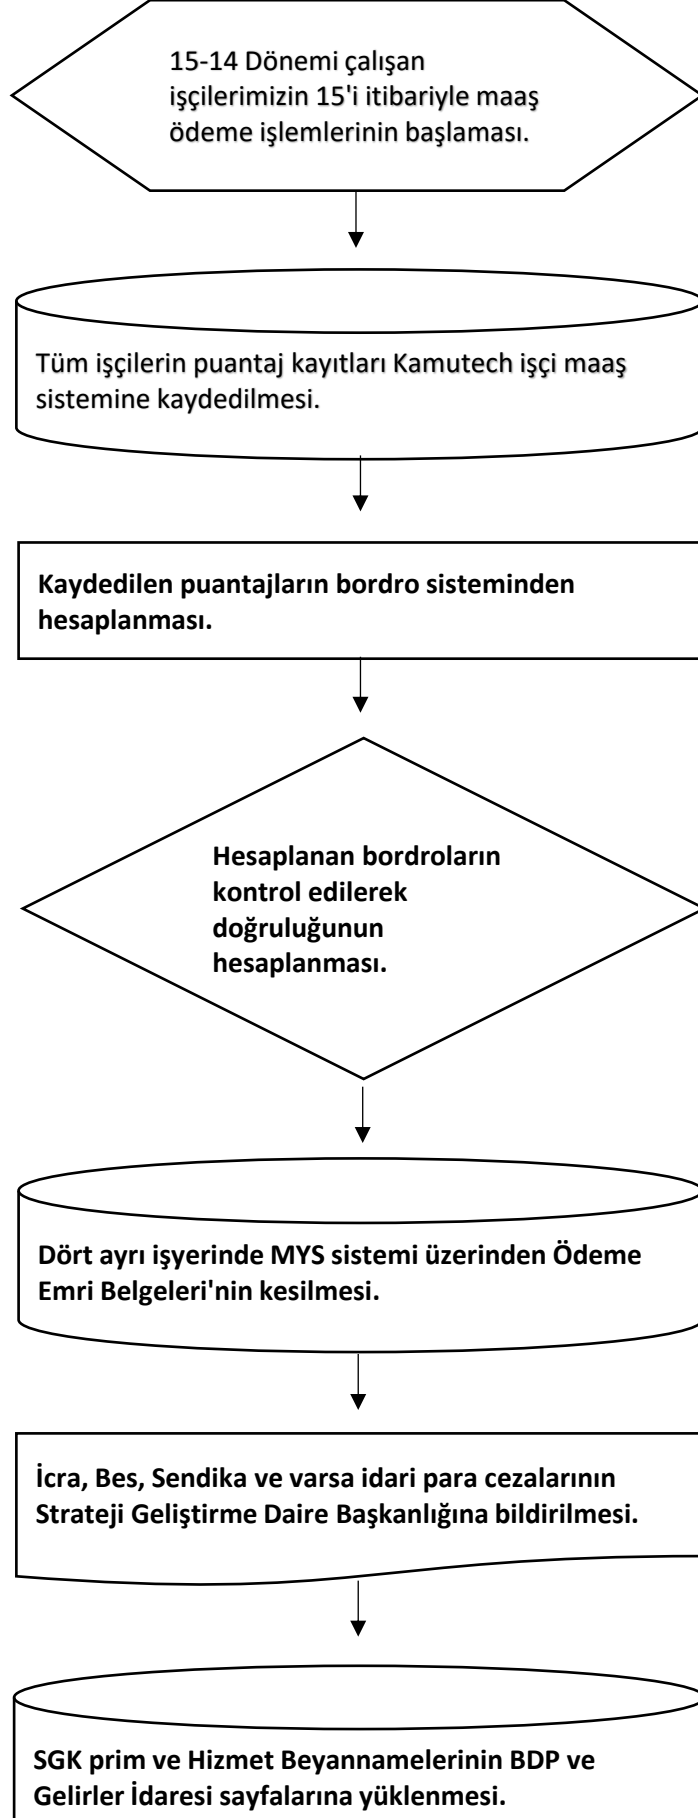 15-14 Dönemi çalışan
işçilerimizin 15'i itibariyle maaş
ödeme işlemlerinin başlaması.
Tüm işçilerin puantaj kayıtları Kamutech işçi maaş
sistemine kaydedilmesi.
Kaydedilen puantajların bordro sisteminden
hesaplanması.
Hesaplanan bordroların
kontrol edilerek
doğruluğunun
hesaplanması.
Dört ayrı işyerinde MYS sistemi üzerinden Ödeme
Emri Belgeleri'nin kesilmesi.
İcra, Bes, Sendika ve varsa idari para cezalarının
Strateji Geliştirme Daire Başkanlığına bildirilmesi.
SGK prim ve Hizmet Beyannamelerinin BDP ve
Gelirler İdaresi sayfalarına yüklenmesi.